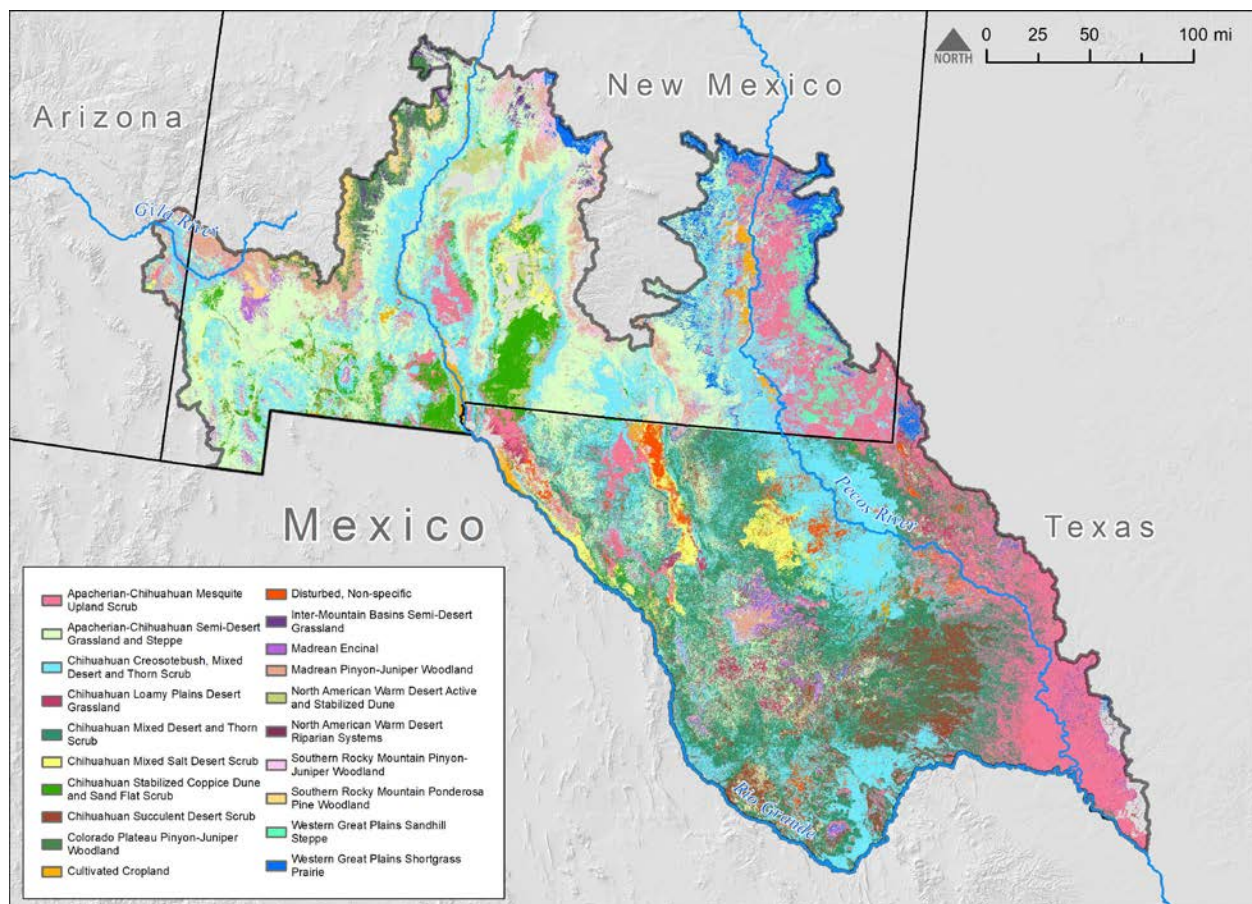 0 25 50 100 mi
NORTH
New Mexico
Arizona
Gila River
Pecos River
Mexico
Texas
Rio Grande
Apacherian-Chihuahuan Mesquite
Upland Scrub
Apacherian-Chihuahuan Semi-Desert
Grassland and Steppe
Chihuahuan Creosotebush, Mixed
Desert and Thorn Scrub
Chihuahuan Loamy Plains Desert
Grassland
Chihuahuan Mixed Desert and Thorn
Scrub
Chihuahuan Mixed Salt Desert Scrub
Chihuahuan Stabilized Coppice Dune
and Sand Flat Scrub
Chihuahuan Succulent Desert Scrub
Colorado Plateau Pinyon-Juniper
Woodland
Cultivated Cropland
Disturbed, Non-specific
Inter-Mountain Basins Semi-Desert
Grassland
Madrean Encinal
Madrean Pinyon-Juniper Woodland
North American Warm Desert Active
and Stabilized Dune
North American Warm Desert
Riparian Systems
Southern Rocky Mountain Pinyon-
Juniper Woodland
Southern Rocky Mountain Ponderosa
Pine Woodland
Western Great Plains Sandhill
Steppe
Western Great Plains Shortgrass
Prairie